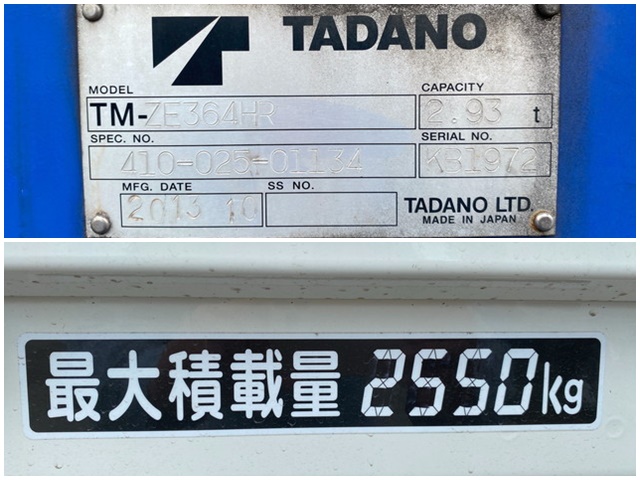 TADANO
MODEL
CAPACITY
TM-ZE364HR
2.93 t
SPEC. NO.
SERIAL NO.
410-025-01134
KB1972
MFG. DATE
SS NO.
2013 10
TADANO LTD.
MADE IN JAPAN
最大積載量 2550kg